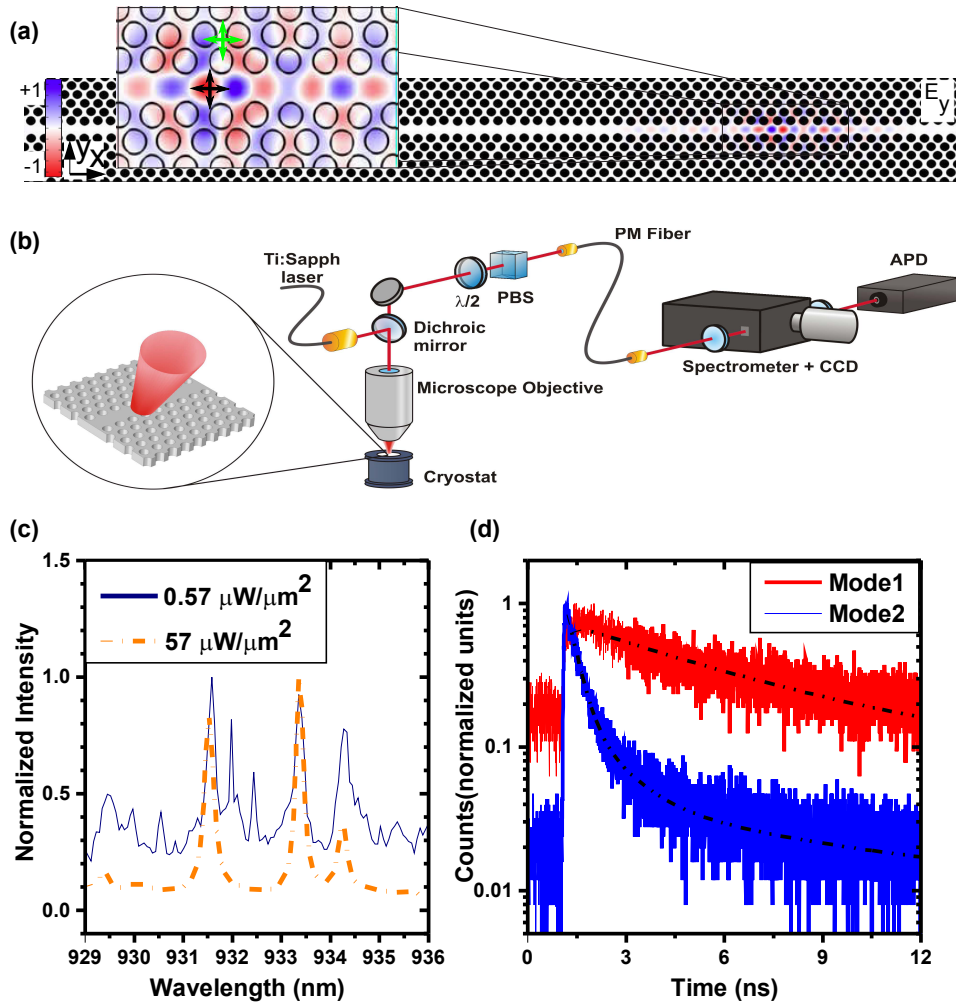 (a)
+1
-1
y
x
E_y
(b)
Ti:Sapph
laser
Dichroic
mirror
λ/2
PBS
PM Fiber
APD
Spectrometer + CCD
Microscope Objective
Cryostat
(c)
Normalized Intensity
1.5
1.0
0.5
0.0
0.57 μW/μm²
57 μW/μm²
929 930 931 932 933 934 935 936
Wavelength (nm)
(d)
Counts(normalized units)
1
0.1
0.01
Mode1
Mode2
0 3 6 9 12
Time (ns)